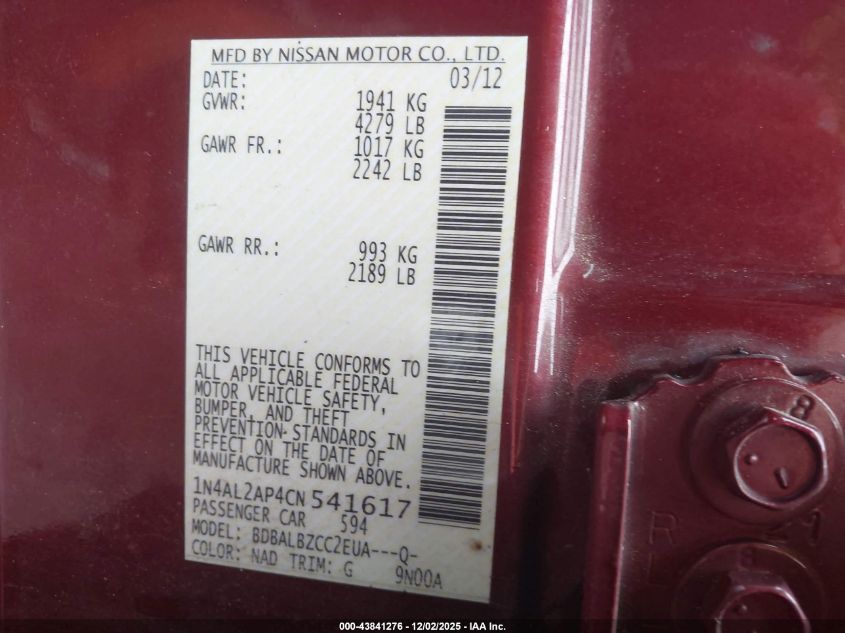 MFD BY NISSAN MOTOR CO., LTD.
DATE: 03/12
GVWR: 1941 KG
4279 LB
GAWR FR.: 1017 KG
2242 LB
GAWR RR.: 993 KG
2189 LB
THIS VEHICLE CONFORMS TO
ALL APPLICABLE FEDERAL
MOTOR VEHICLE SAFETY,
BUMPER, AND THEFT
PREVENTION STANDARDS IN
EFFECT ON THE DATE OF
MANUFACTURE SHOWN ABOVE.
1N4AL2AP4CN 541617
PASSENGER CAR 594
MODEL: BDBALBZCC2EUA---Q-
COLOR: NAD TRIM: G 9N00A
8
R
L
000-43841276 - 12/02/2025 - IAA Inc.